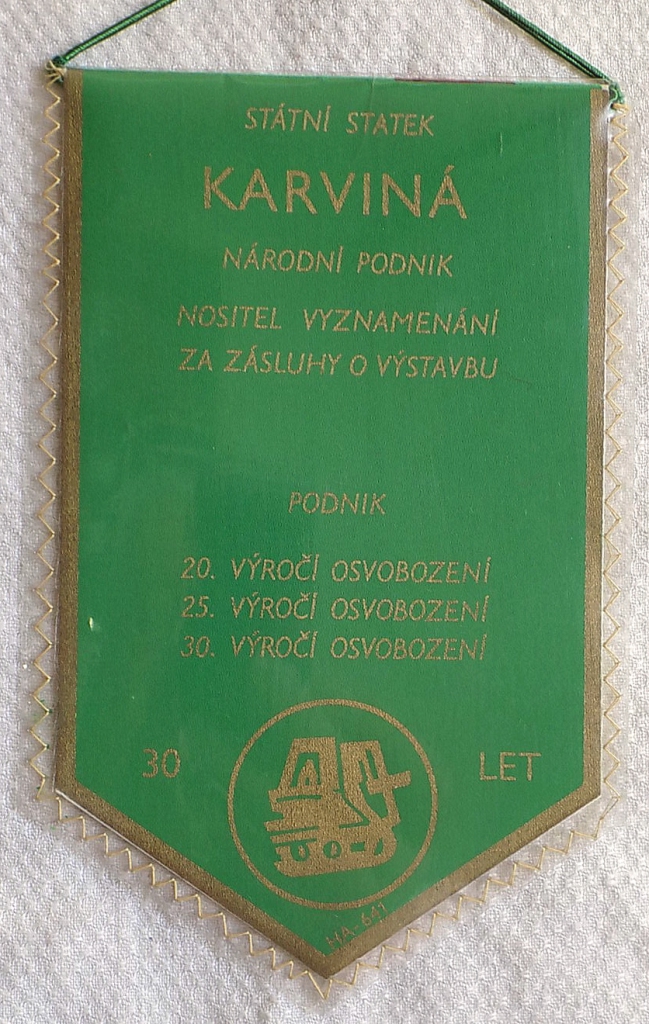 STÁTNÍ STATEK
KARVINÁ
NÁRODNÍ PODNIK
NOSITEL VYZNAMENÁNÍ
ZA ZÁSLUHY O VÝSTAVBU
PODNIK
20. VÝROČÍ OSVOBOZENÍ
25. VÝROČÍ OSVOBOZENÍ
30. VÝROČÍ OSVOBOZENÍ
30 LET
HA-641